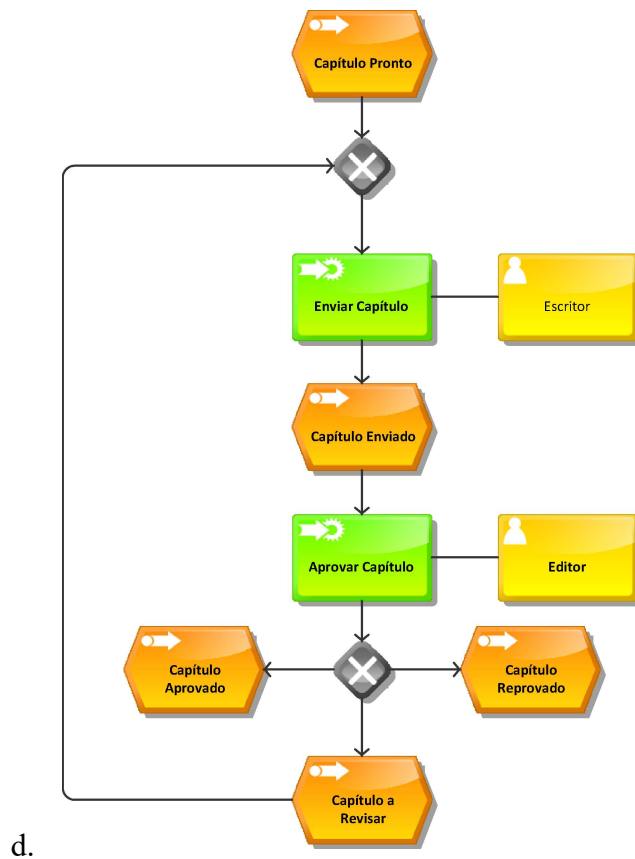 Capítulo Pronto
Enviar Capítulo
Escritor
Capítulo Enviado
Aprovar Capítulo
Editor
Capítulo
Aprovado
Capítulo
Reprovado
Capítulo a
Revisar
d.